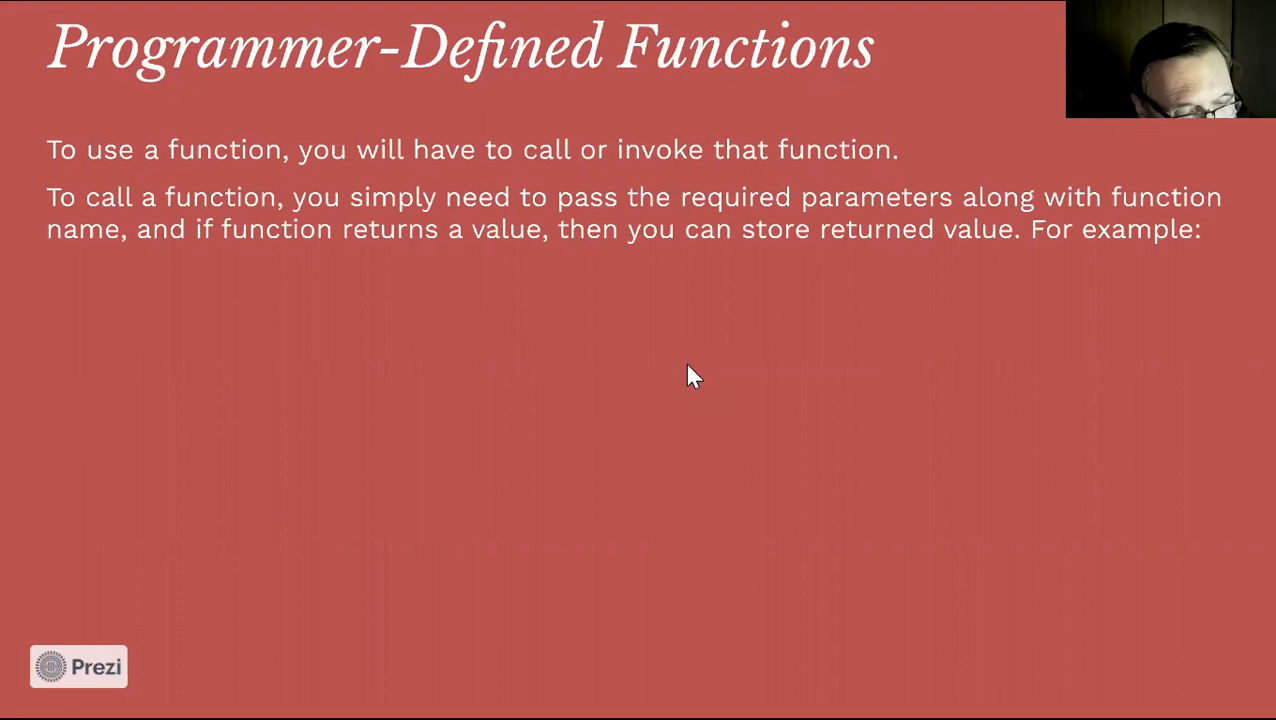 Programmer-Defined Functions
To use a function, you will have to call or invoke that function.
To call a function, you simply need to pass the required parameters along with function
name, and if function returns a value, then you can store returned value. For example:
Prezi